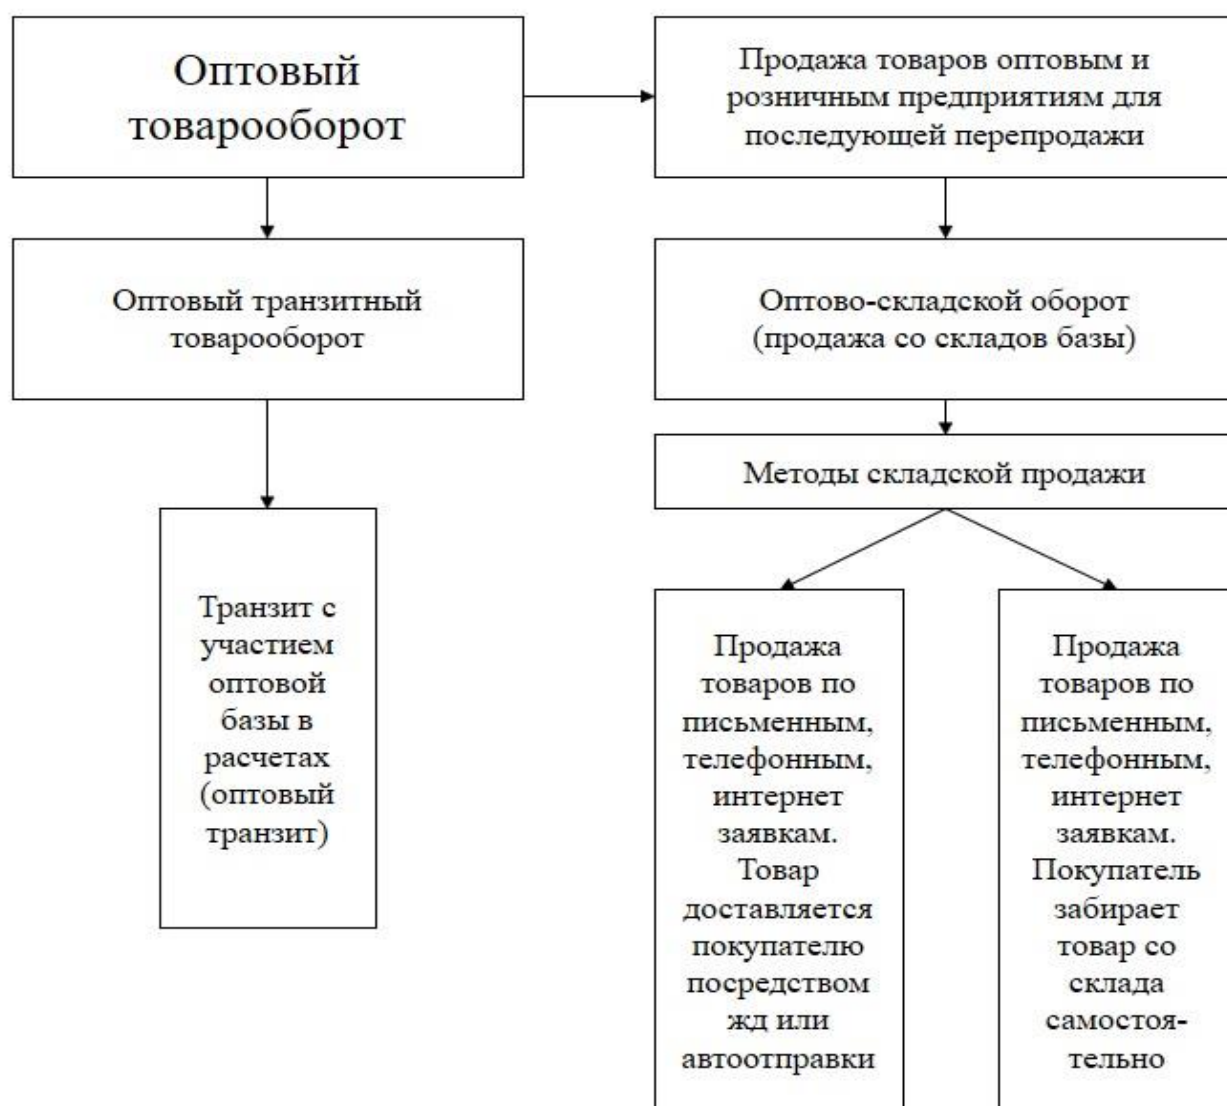 Оптовый
товарооборот
Продажа товаров оптовым и
розничным предприятиям для
последующей перепродажи
Оптовый транзитный
товарооборот
Оптово-складской оборот
(продажа со складов базы)
Методы складской продажи
Транзит с
участием
оптовой
базы в
расчетах
(оптовый
транзит)
Продажа
товаров по
письменным,
телефонным,
интернет
заявкам.
Товар
доставляется
покупателю
посредством
жд или
автоотправки
Продажа
товаров по
письменным,
телефонным,
интернет
заявкам.
Покупатель
забирает
товар со
склада
самостоя-
тельно